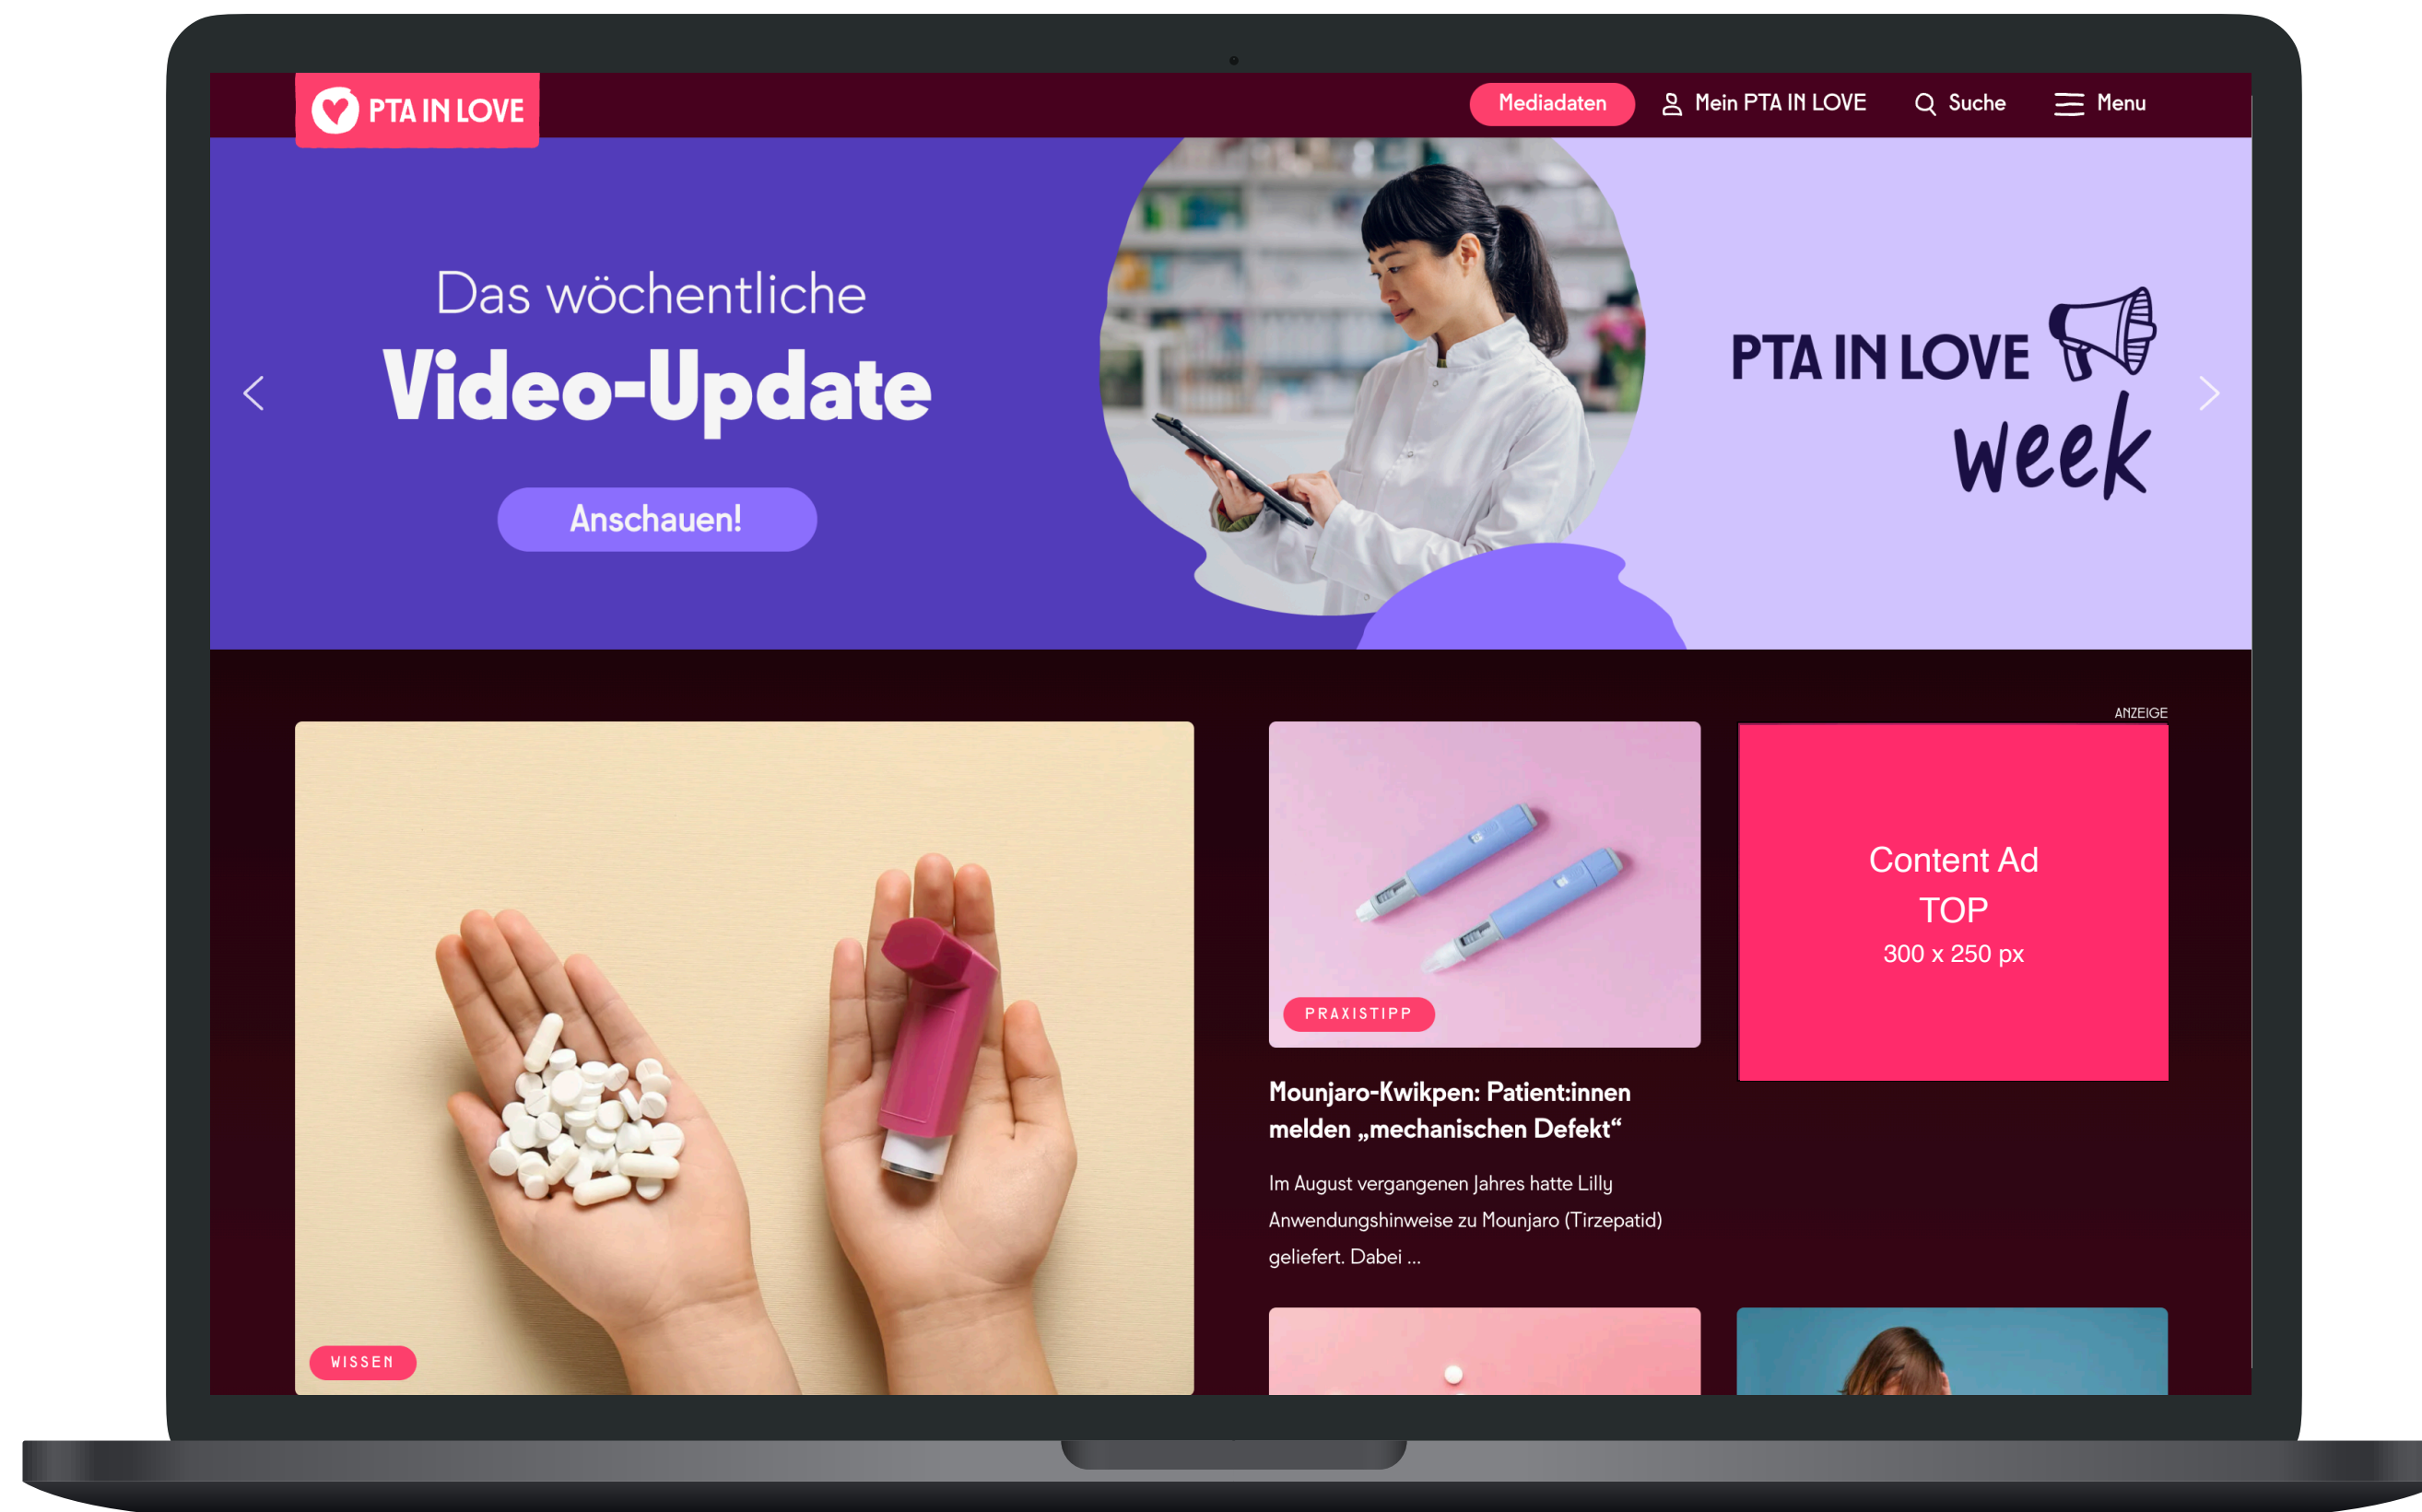 PTA IN LOVE
Mediadaten
Mein PTA IN LOVE
Suche
Menu
Das wöchentliche
Video-Update
Anschauen!
PTA IN LOVE
week
ANZEIGE
WISSEN
PRAXISTIPP
Mounjaro-Kwikpen: Patient:innen
melden „mechanischen Defekt“
Im August vergangenen Jahres hatte Lilly
Anwendungshinweise zu Mounjaro (Tirzepatid)
geliefert. Dabei ...
Content Ad
TOP
300 x 250 px